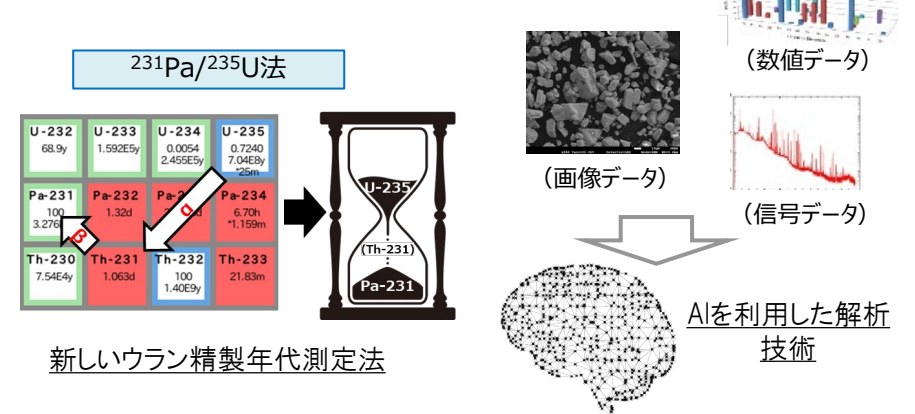 ²³¹Pa/²³⁵U法
U-232
68.9y
U-233
1.592E5y
U-234
0.0054
2.455E5y
U-235
0.7240
7.04E8y
*25m
Pa-231
100
Pa-232
1.32d
Pa-234
6.70h
*1.159m
Th-230
7.54E4y
Th-231
1.063d
Th-232
100
1.40E9y
Th-233
21.83m
α
β
U-235
(Th-231)
Pa-231
新しいウラン精製年代測定法
(画像データ)
(数値データ)
(信号データ)
AIを利用した解析
技術